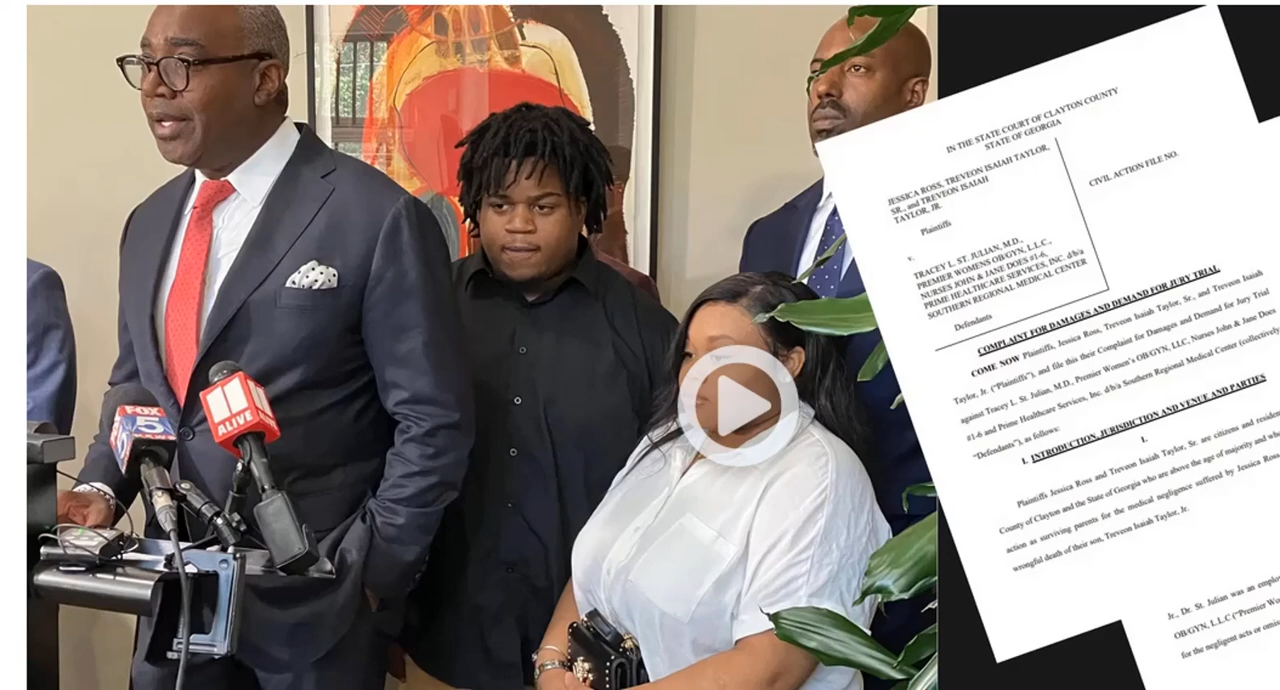 FOX
5
11
ALIVE
IN THE STATE COURT OF CLAYTON COUNTY
STATE OF GEORGIA
JESSICA ROSS, TREVEON ISAIAH TAYLOR,
SR., and TREVEON ISAIAH
TAYLOR, JR.
Plaintiffs
CIVIL ACTION FILE NO.
v.
TRACEY L. ST. JULIAN, M.D.,
PREMIER WOMENS OB/GYN, L.L.C.,
NURSES JOHN & JANE DOES #1-6,
PRIME HEALTHCARE SERVICES, INC. d/b/a
SOUTHERN REGIONAL MEDICAL CENTER
Defendants
COMPLAINT FOR DAMAGES AND DEMAND FOR JURY TRIAL
COME NOW Plaintiffs, Jessica Ross, Treveon Isaiah Taylor, Sr., and Treveon Isaiah
Taylor, Jr. (“Plaintiffs”), and file this their Complaint for Damages and Demand for Jury Trial
against Tracey L. St. Julian, M.D., Premier Women's OB/GYN, LLC, Nurses John & Jane Does
#1-6 and Prime Healthcare Services, Inc. d/b/a Southern Regional Medical Center (collectively
“Defendants”), as follows:
I. INTRODUCTION, JURISDICTION AND VENUE AND PARTIES
1.
Plaintiffs Jessica Ross and Treveon Isaiah Taylor, Sr. are citizens and
County of Clayton and the State of Georgia who are above the age of majority and
action as surviving parents for the medical negligence suffered by Jessica Ross
wrongful death of their son, Treveon Isaiah Taylor, Jr.
Jr., Dr. St. Julian was an
OB/GYN, L.L.C (“Premier
for the negligent acts or